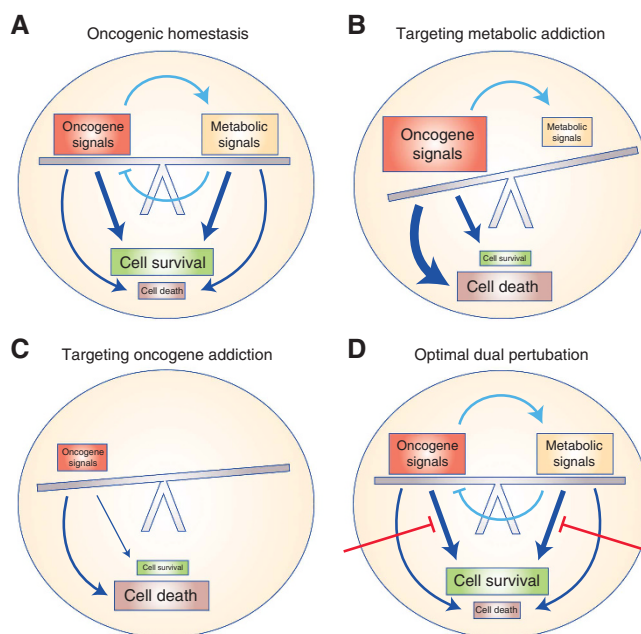 A
Oncogenic homestasis
Oncogene
signals
Metabolic
signals
Cell survival
Cell death
B
Targeting metabolic addiction
Oncogene
signals
Metabolic
signals
Cell survival
Cell death
C
Targeting oncogene addiction
Oncogene
signals
Cell survival
Cell death
D
Optimal dual pertubation
Oncogene
signals
Metabolic
signals
Cell survival
Cell death